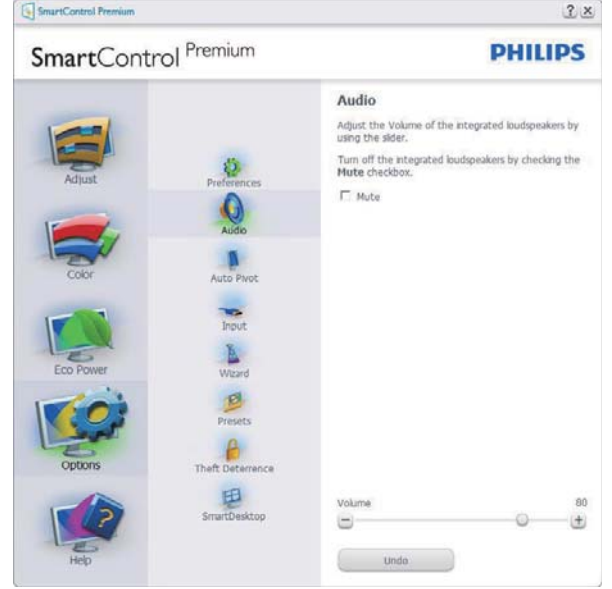 SmartControl Premium
SmartControl Premium
PHILIPS
Adjust
Color
Eco Power
Options
Help
Preferences
Audio
Auto Pivot
Input
Wizard
Presets
Theft Deterrence
SmartDesktop
Audio
Adjust the Volume of the integrated loudspeakers by
using the slider.
Turn off the integrated loudspeakers by checking the
Mute checkbox.
Mute
Volume 80
Undo